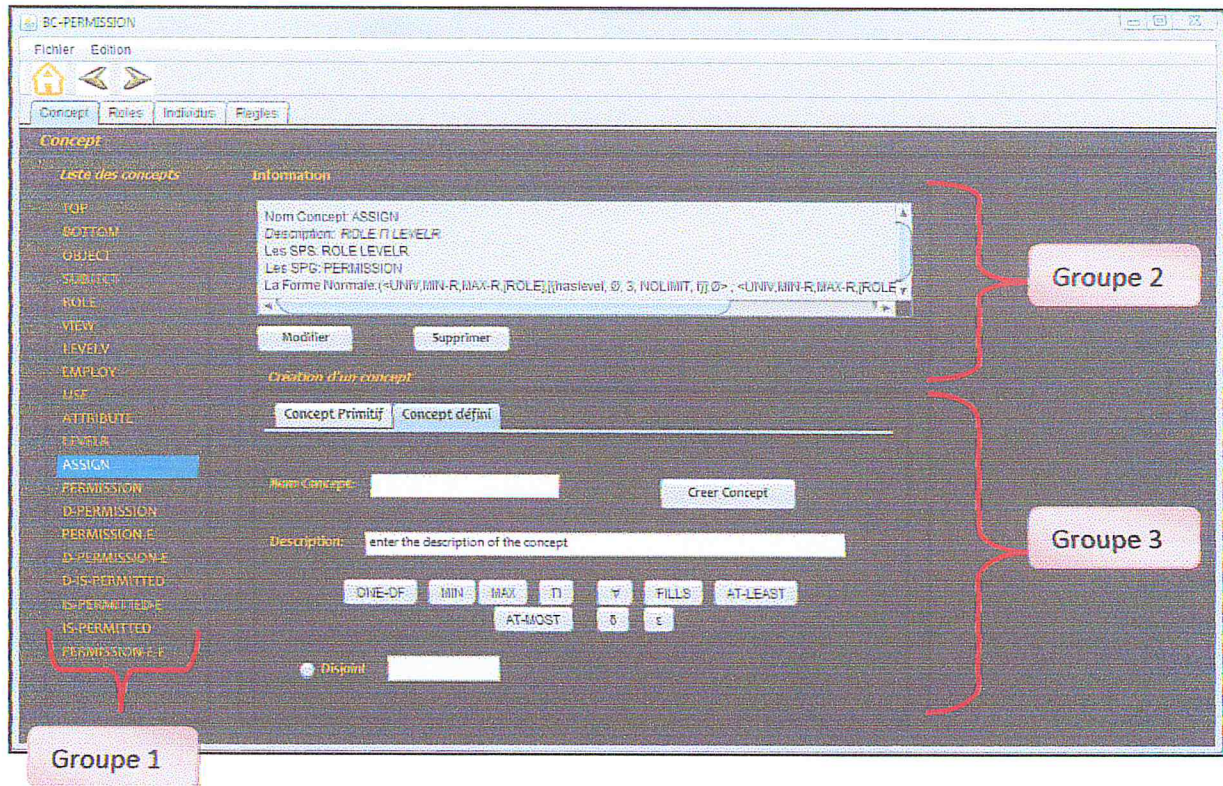 BC-PERMISSION
Fichier Edition
Concept Roles Individus Regles
Concept
Liste des concepts
TOP
BOTTOM
OBJECT
SUBJECT
ROLE
VIEW
LEVELV
EMPLOY
USE
ATTRIBUTE
LEVELR
ASSIGN
PERMISSION
D-PERMISSION
PERMISSION-E
D-PERMISSION-E
D-IS-PERMITTED
IS-PERMITTED-E
IS-PERMITTED
PERMISSION-E-E
Groupe 1
Information
Nom Concept: ASSIGN
Description: ROLE Π LEVELR
Les SPS: ROLE LEVELR
Les SPG: PERMISSION
La Forme Normale:(<UNIV,MIN-R,MAX-R,[ROLE],[[haslevel, Ø, 3, NOLIMIT, f]] Ø> ; <UNIV,MIN-R,MAX-R,[ROLE
Modifier Supprimer
Groupe 2
Création d'un concept
Concept Primitif Concept défini
Nom Concept:
Creer Concept
Description: enter the description of the concept
ONE-OF MIN MAX Π ∀ FILLS AT-LEAST
AT-MOST δ ε
Disjoint
Groupe 3